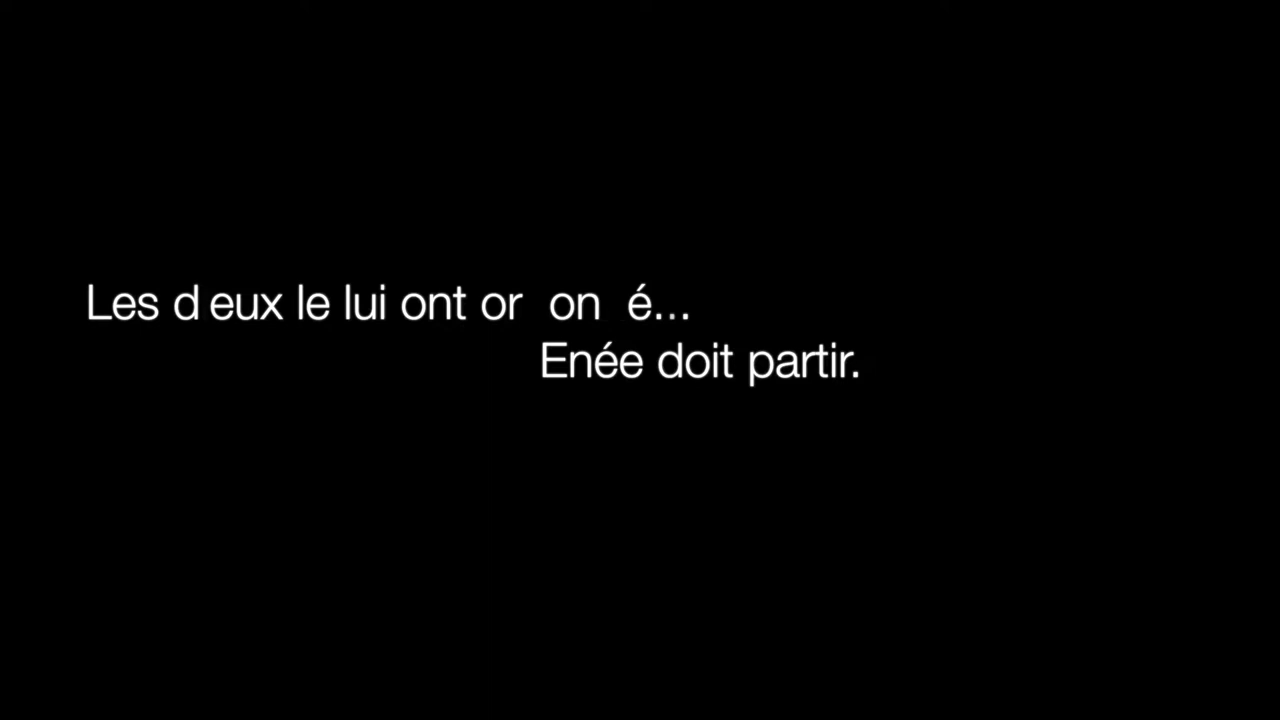 Les d eux le lui ont or on é...
Enée doit partir.